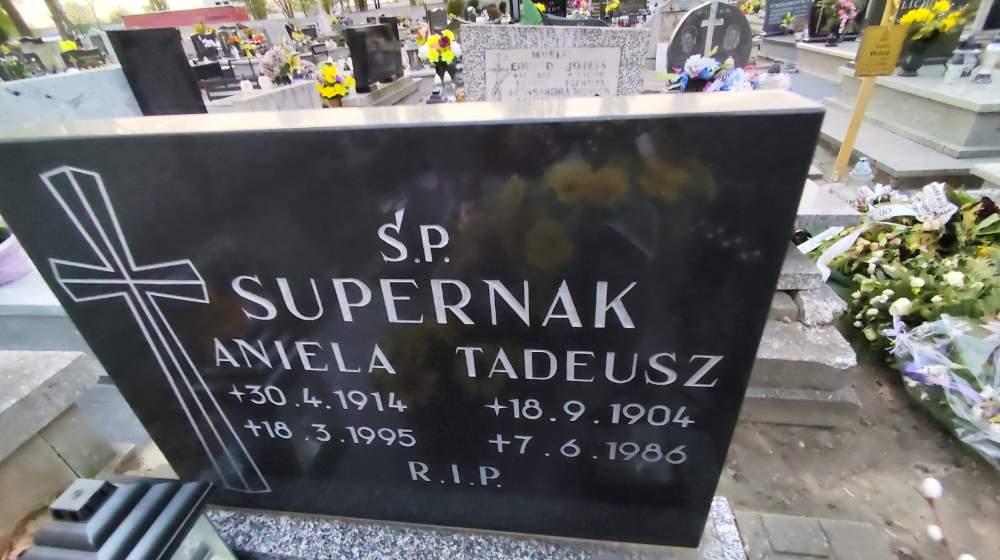 Ś.P.
SUPERNAK
ANIELA TADEUSZ
+30.4.1914 +18.9.1904
+18.3.1995 +7.6.1986
R.I.P.